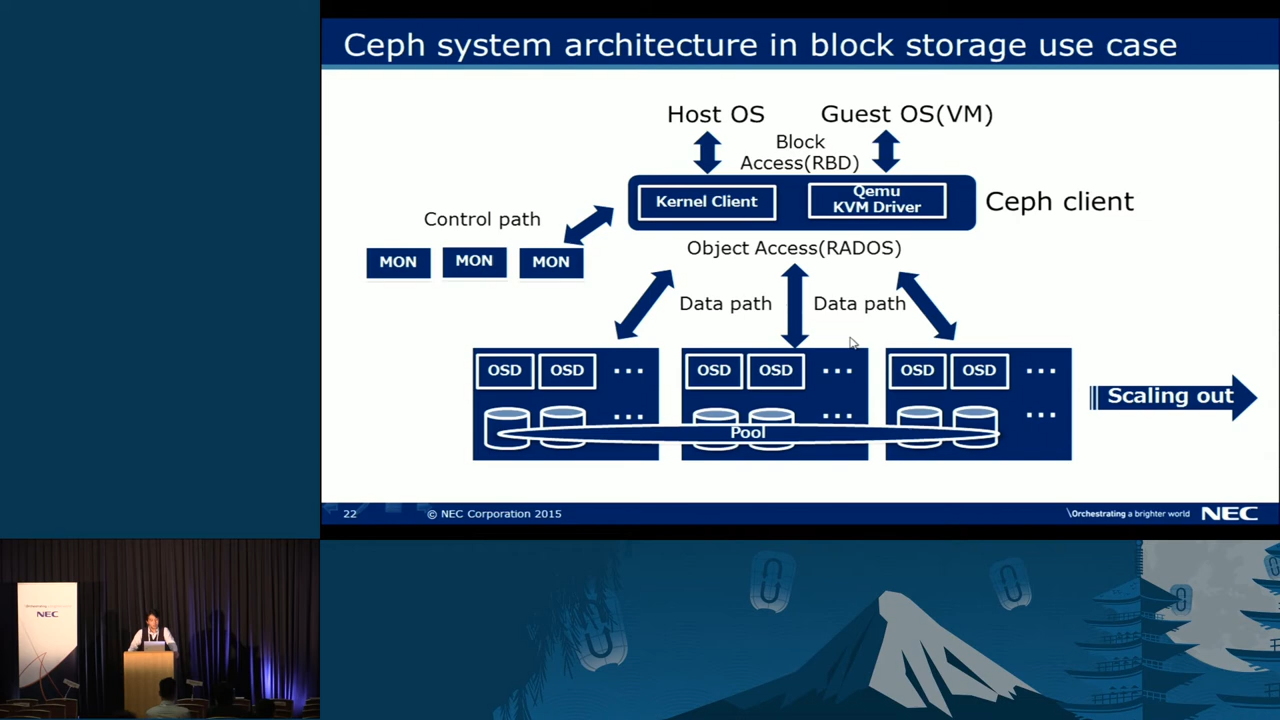 Ceph system architecture in block storage use case
Host OS
Guest OS(VM)
Block
Access(RBD)
Kernel Client
Qemu
KVM Driver
Ceph client
Control path
MON
MON
MON
Object Access(RADOS)
Data path
Data path
OSD
OSD
...
OSD
OSD
...
OSD
OSD
...
Scaling out
...
...
...
Pool
22
© NEC Corporation 2015
\Orchestrating a brighter world
NEC
NEC